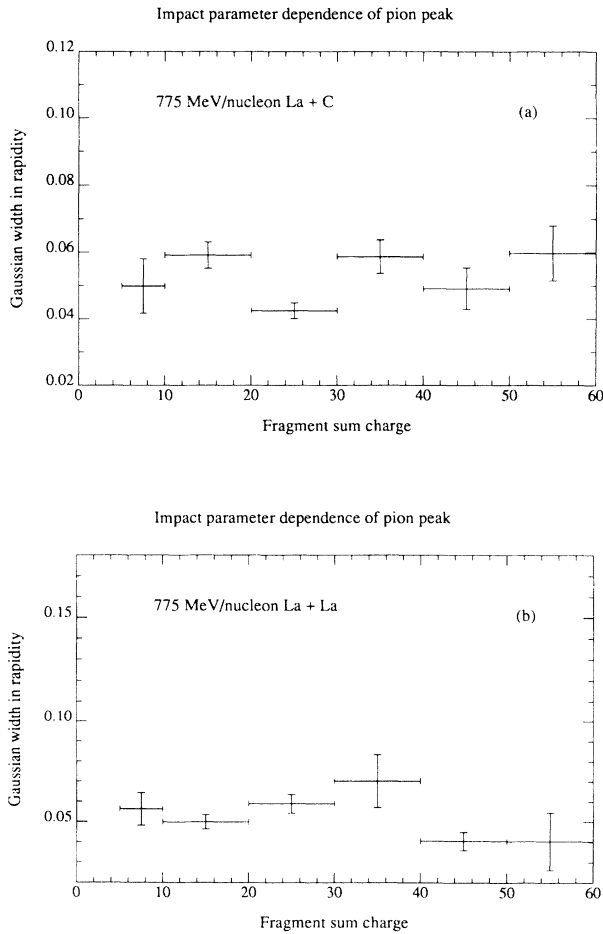 Impact parameter dependence of pion peak
0.12
0.10
0.08
0.06
0.04
0.02
Gaussian width in rapidity
775 MeV/nucleon La + C
(a)
0 10 20 30 40 50 60
Fragment sum charge
Impact parameter dependence of pion peak
0.15
0.10
0.05
Gaussian width in rapidity
775 MeV/nucleon La + La
(b)
0 10 20 30 40 50 60
Fragment sum charge